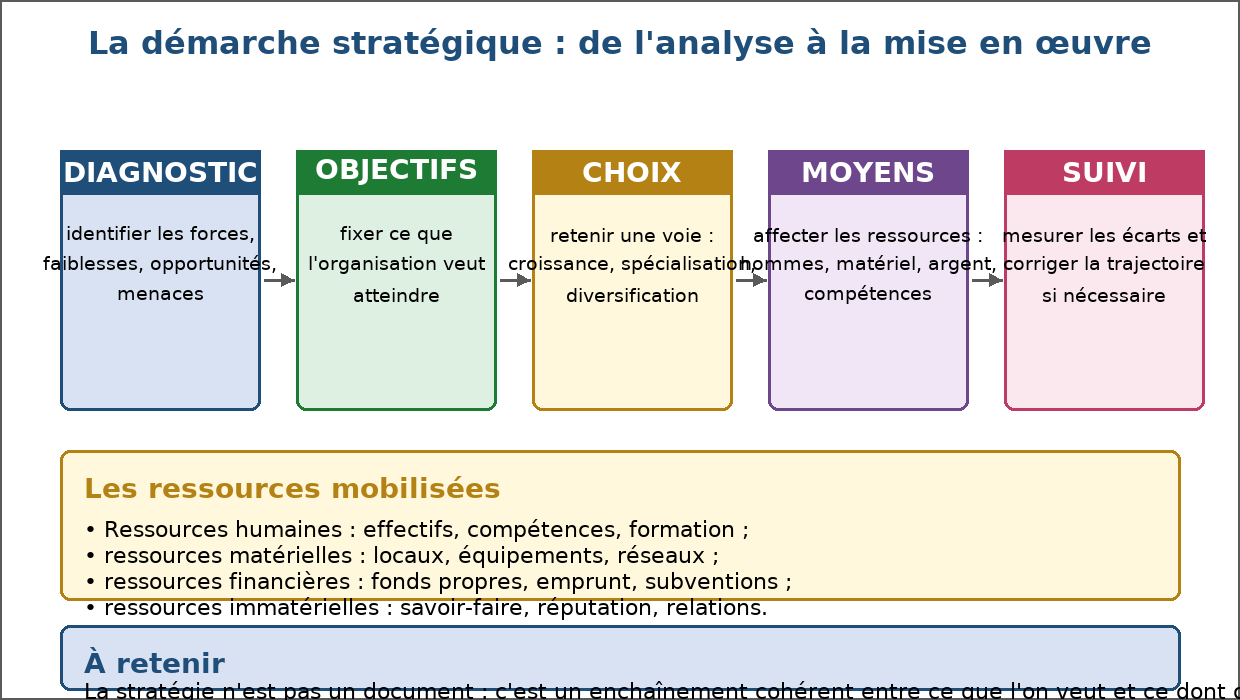 La démarche stratégique : de l'analyse à la mise en œuvre
DIAGNOSTIC
identifier les forces,
faiblesses, opportunités,
menaces
OBJECTIFS
fixer ce que
l'organisation veut
atteindre
CHOIX
retenir une voie :
croissance, spécialisation,
diversification
MOYENS
affecter les ressources :
hommes, matériel, argent,
compétences
SUIVI
mesurer les écarts et
corriger la trajectoire
si nécessaire
Les ressources mobilisées
• Ressources humaines : effectifs, compétences, formation ;
• ressources matérielles : locaux, équipements, réseaux ;
• ressources financières : fonds propres, emprunt, subventions ;
• ressources immatérielles : savoir-faire, réputation, relations.
À retenir
La stratégie n'est pas un document : c'est un enchaînement cohérent entre ce que l'on veut et ce dont